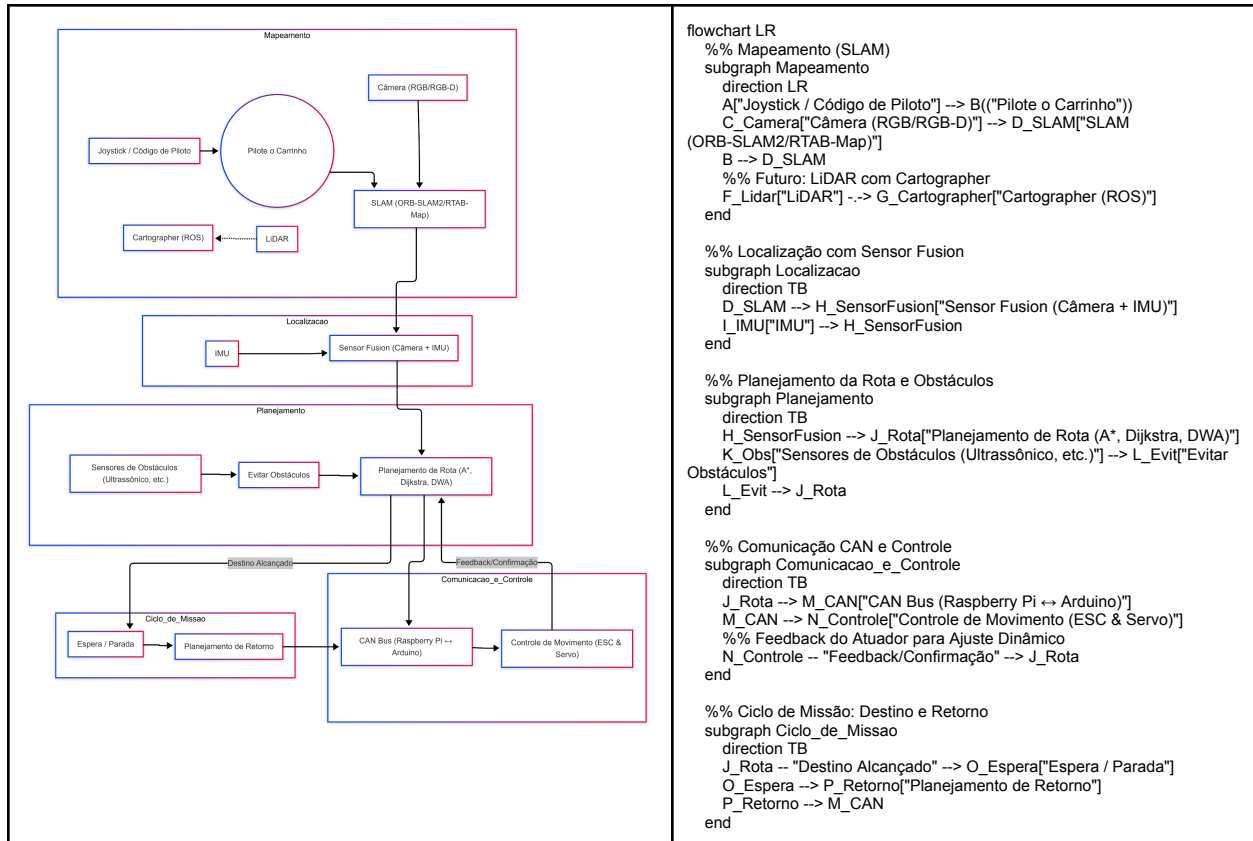 Mapeamento
Câmera (RGB/RGB-D)
Joystick / Código de Piloto
Pilote o Carrinho
SLAM (ORB-SLAM2/RTAB-
Map)
Cartographer (ROS)
LiDAR
Localizacao
IMU
Sensor Fusion (Câmera + IMU)
Planejamento
Sensores de Obstáculos
(Ultrassônico, etc.)
Evitar Obstáculos
Planejamento de Rota (A*,
Dijkstra, DWA)
Destino Alcançado
Feedback/Confirmação
Comunicacao_e_Controle
Ciclo_de_Missao
Espera / Parada
Planejamento de Retorno
CAN Bus (Raspberry Pi ↔
Arduino)
Controle de Movimento (ESC &
Servo)
flowchart LR
%% Mapeamento (SLAM)
subgraph Mapeamento
direction LR
A["Joystick / Código de Piloto"] --> B(("Pilote o Carrinho"))
C_Camera["Câmera (RGB/RGB-D)"] --> D_SLAM["SLAM
(ORB-SLAM2/RTAB-Map)"]
B --> D_SLAM
%% Futuro: LiDAR com Cartographer
F_Lidar["LiDAR"] -.-> G_Cartographer["Cartographer (ROS)"]
end
%% Localização com Sensor Fusion
subgraph Localizacao
direction TB
D_SLAM --> H_SensorFusion["Sensor Fusion (Câmera + IMU)"]
I_IMU["IMU"] --> H_SensorFusion
end
%% Planejamento da Rota e Obstáculos
subgraph Planejamento
direction TB
H_SensorFusion --> J_Rota["Planejamento de Rota (A*, Dijkstra, DWA)"]
K_Obs["Sensores de Obstáculos (Ultrassônico, etc.)"] --> L_Evit["Evitar
Obstáculos"]
L_Evit --> J_Rota
end
%% Comunicação CAN e Controle
subgraph Comunicacao_e_Controle
direction TB
J_Rota --> M_CAN["CAN Bus (Raspberry Pi ↔ Arduino)"]
M_CAN --> N_Controle["Controle de Movimento (ESC & Servo)"]
%% Feedback do Atuador para Ajuste Dinâmico
N_Controle -- "Feedback/Confirmação" --> J_Rota
end
%% Ciclo de Missão: Destino e Retorno
subgraph Ciclo_de_Missao
direction TB
J_Rota -- "Destino Alcançado" --> O_Espera["Espera / Parada"]
O_Espera --> P_Retorno["Planejamento de Retorno"]
P_Retorno --> M_CAN
end